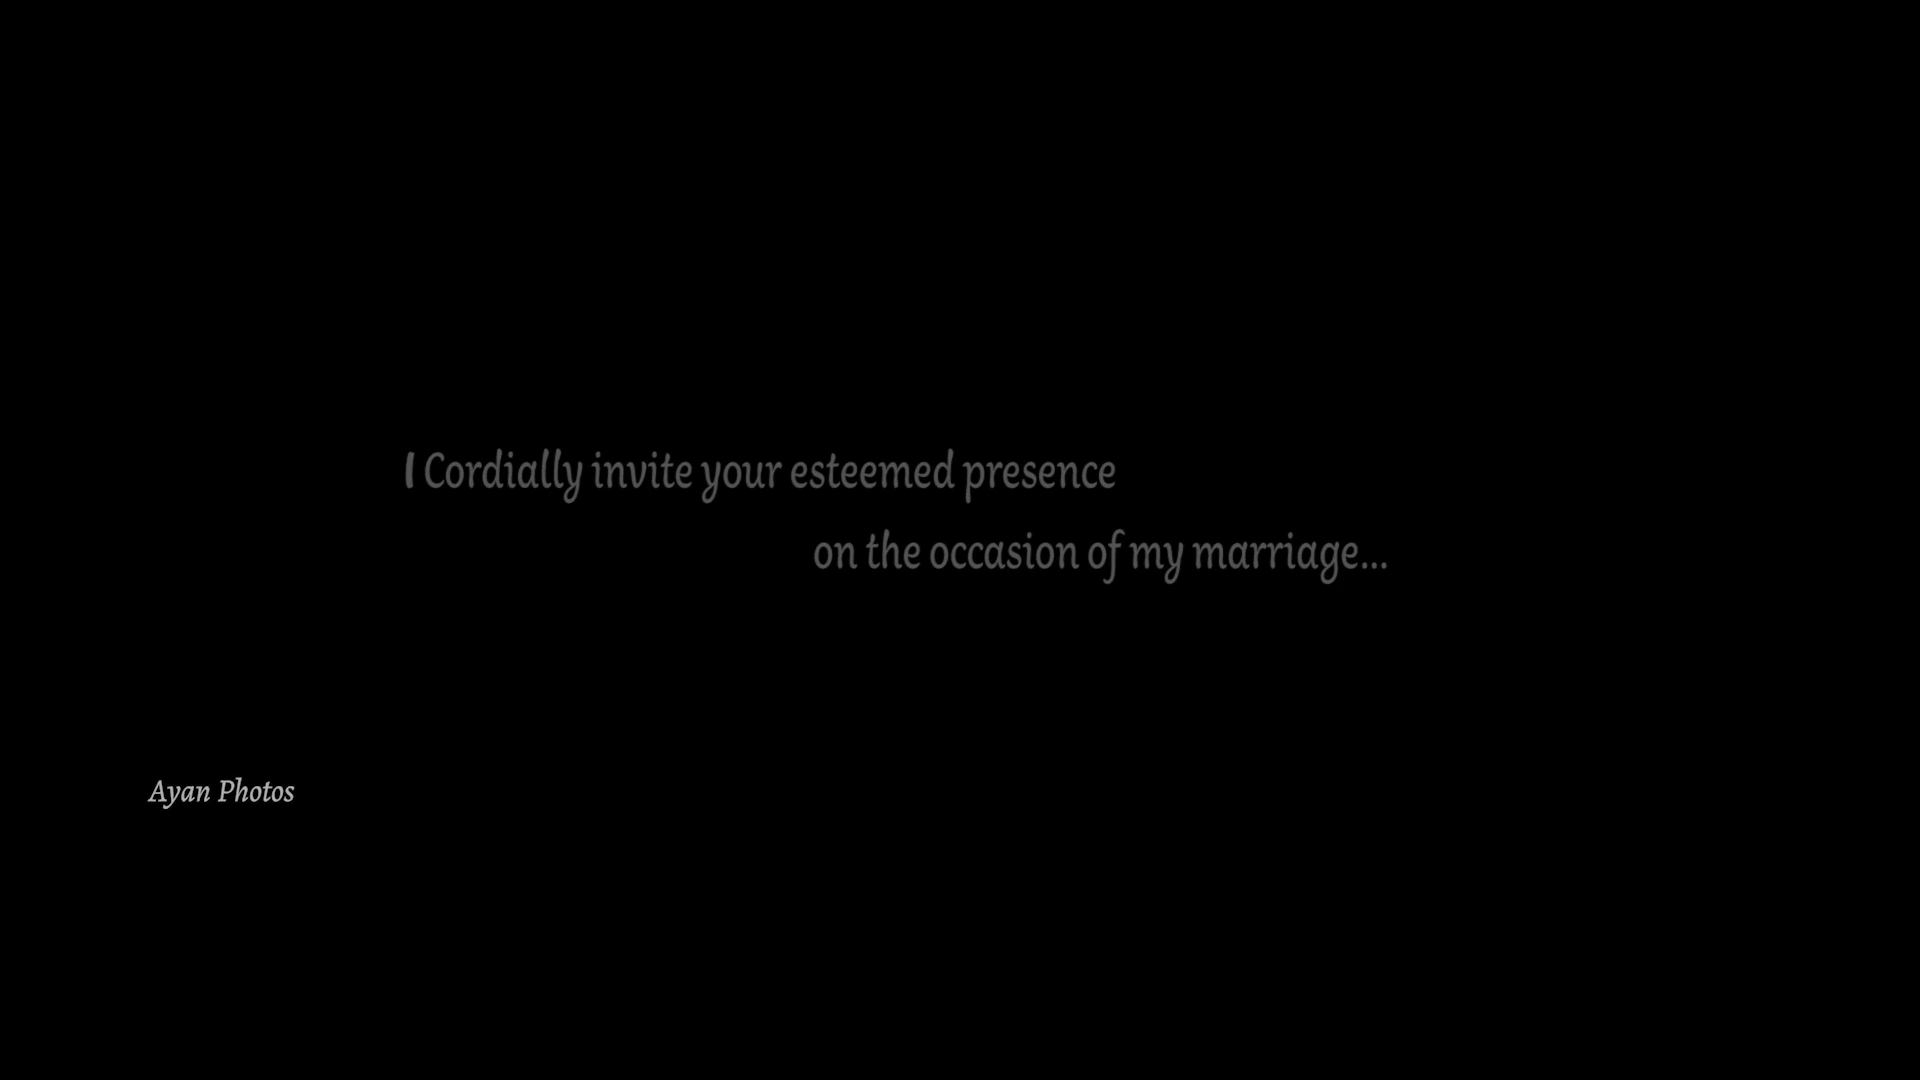 I Cordially invite your esteemed presence
on the occasion of my marriage...
Ayan Photos